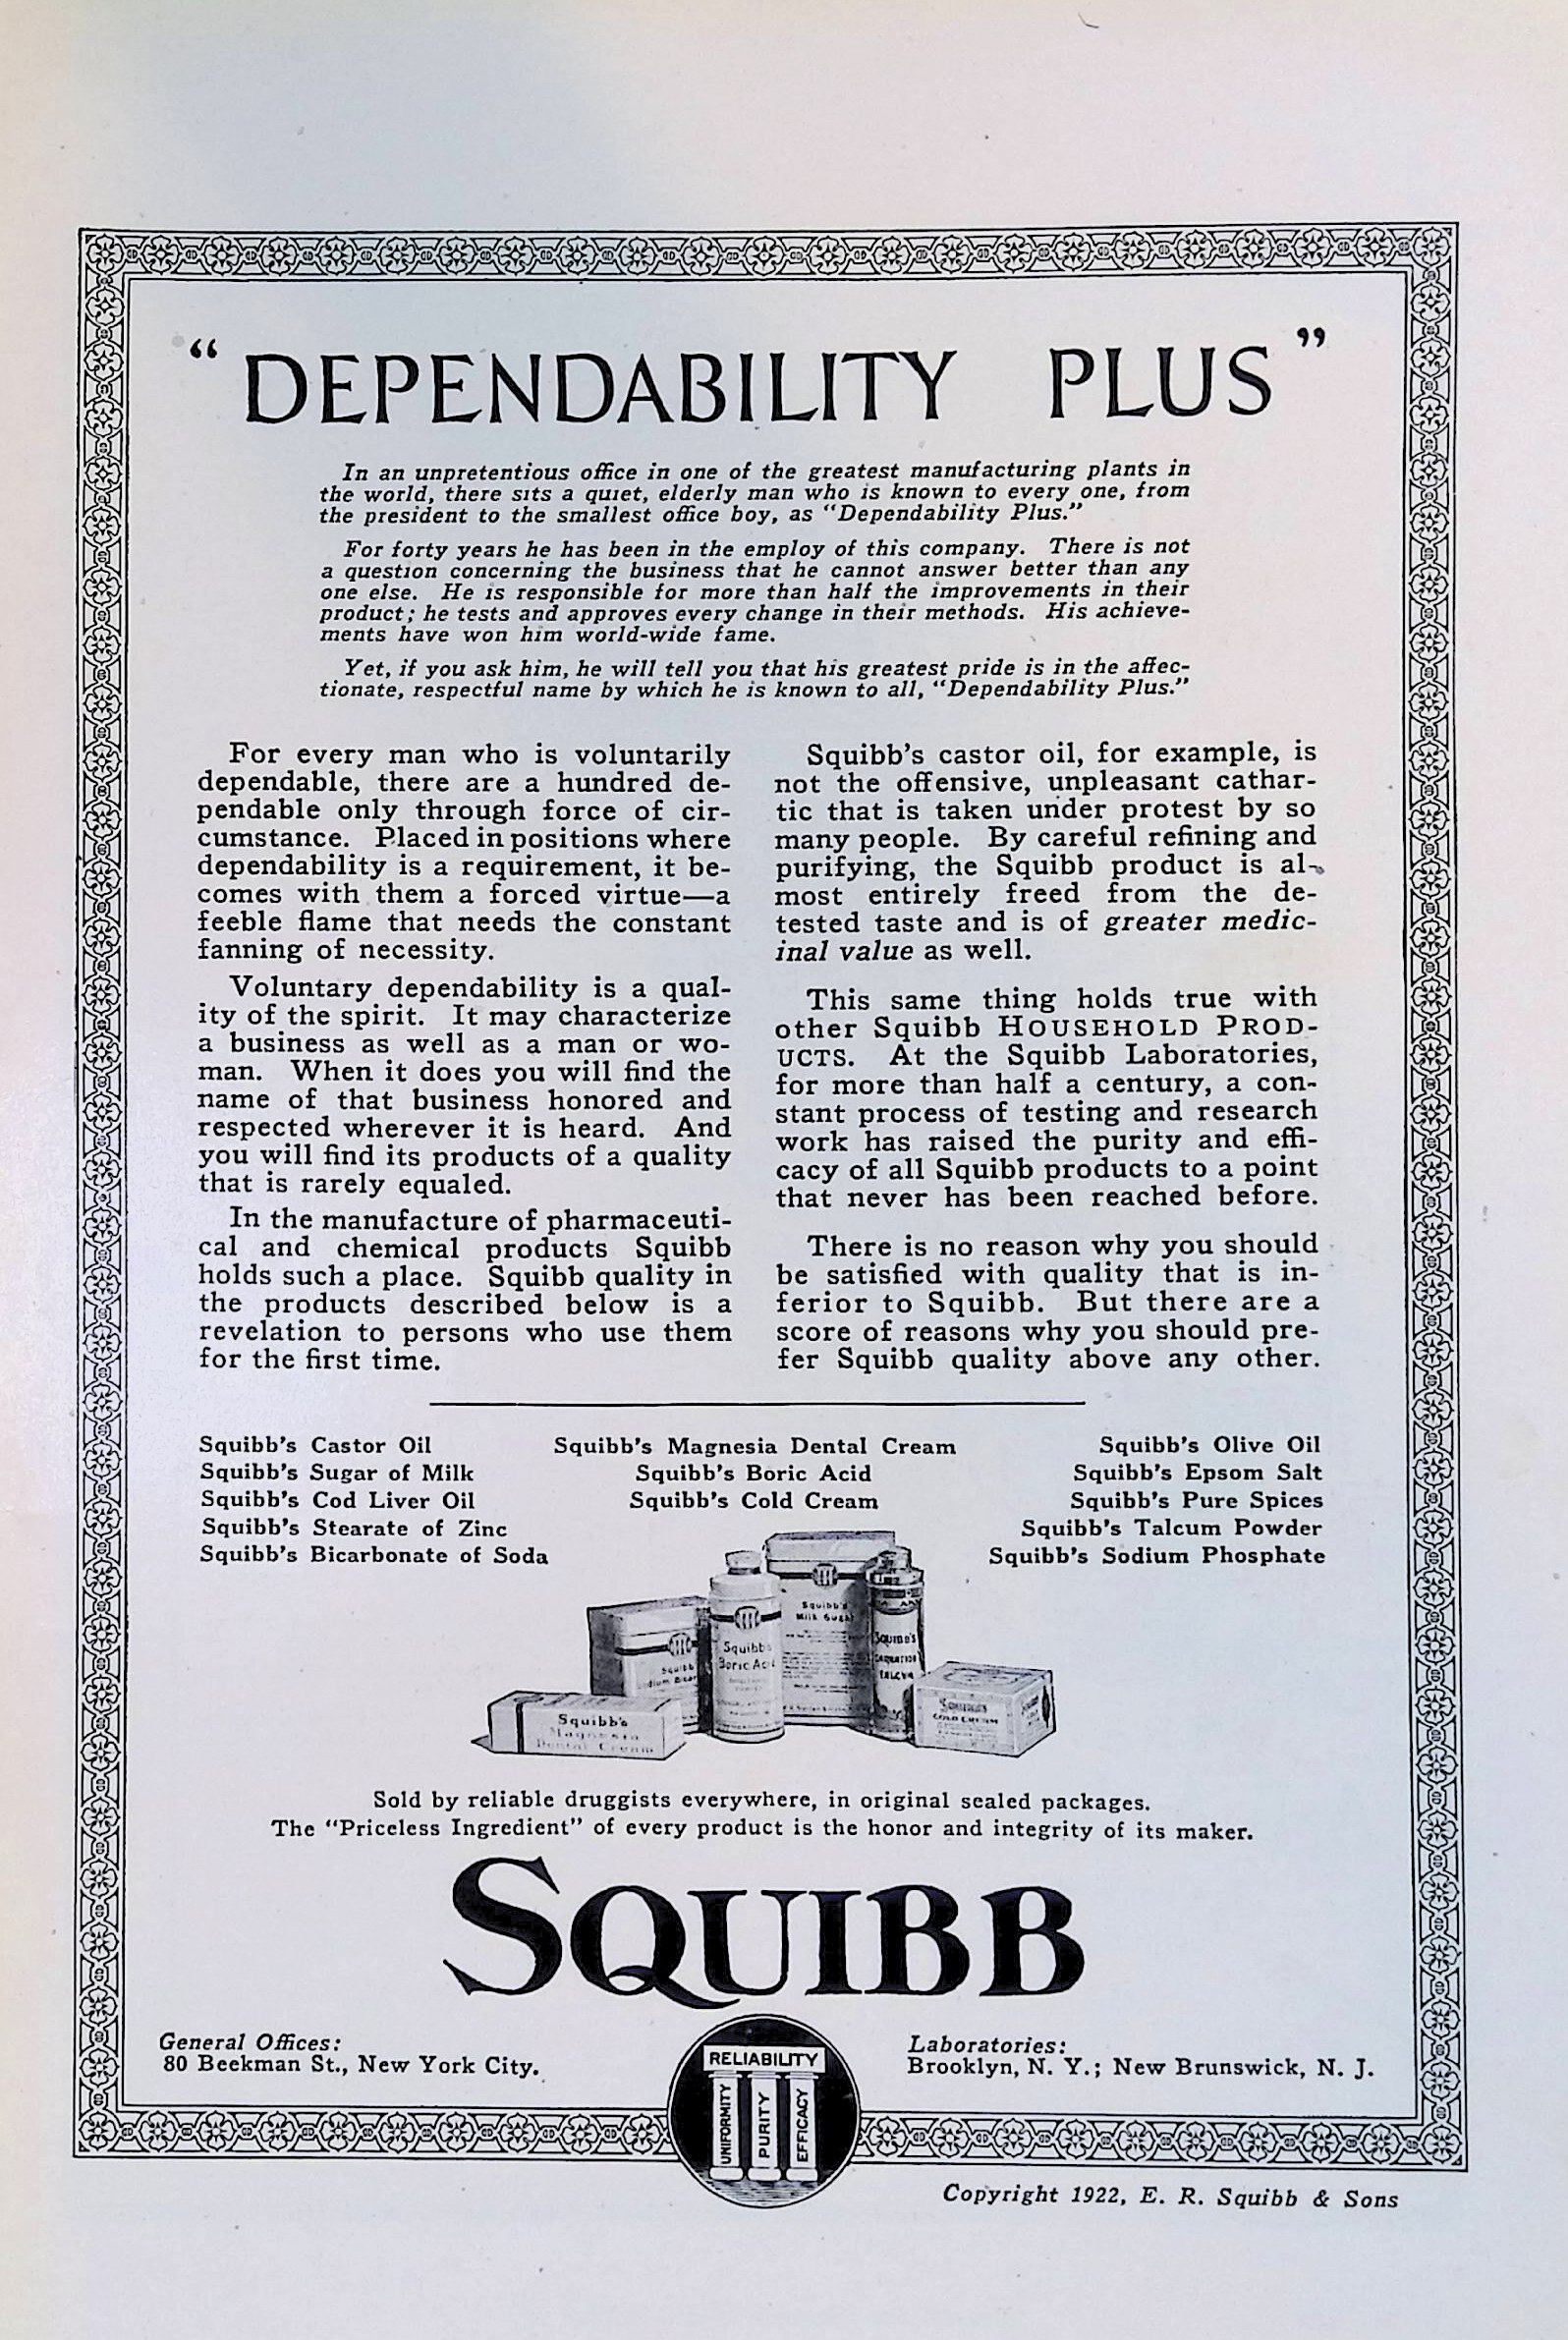 “DEPENDABILITY PLUS”
In an unpretentious office in one of the greatest manufacturing plants in
the world, there sits a quiet, elderly man who is known to every one, from
the president to the smallest office boy, as “Dependability Plus.”
For forty years he has been in the employ of this company. There is not
a question concerning the business that he cannot answer better than any
one else. He is responsible for more than half the improvements in their
product; he tests and approves every change in their methods. His achieve-
ments have won him world-wide fame.
Yet, if you ask him, he will tell you that his greatest pride is in the affec-
tionate, respectful name by which he is known to all, “Dependability Plus.”
For every man who is voluntarily
dependable, there are a hundred de-
pendable only through force of cir-
cumstance. Placed in positions where
dependability is a requirement, it be-
comes with them a forced virtue—a
feeble flame that needs the constant
fanning of necessity.
Voluntary dependability is a qual-
ity of the spirit. It may characterize
a business as well as a man or wo-
man. When it does you will find the
name of that business honored and
respected wherever it is heard. And
you will find its products of a quality
that is rarely equaled.
In the manufacture of pharmaceuti-
cal and chemical products Squibb
holds such a place. Squibb quality in
the products described below is a
revelation to persons who use them
for the first time.
Squibb’s castor oil, for example, is
not the offensive, unpleasant cathar-
tic that is taken under protest by so
many people. By careful refining and
purifying, the Squibb product is al-
most entirely freed from the de-
tested taste and is of greater medic-
inal value as well.
This same thing holds true with
other Squibb HOUSEHOLD PROD-
UCTS. At the Squibb Laboratories,
for more than half a century, a con-
stant process of testing and research
work has raised the purity and effi-
cacy of all Squibb products to a point
that never has been reached before.
There is no reason why you should
be satisfied with quality that is in-
ferior to Squibb. But there are a
score of reasons why you should pre-
fer Squibb quality above any other.
Squibb’s Castor Oil
Squibb’s Sugar of Milk
Squibb’s Cod Liver Oil
Squibb’s Stearate of Zinc
Squibb’s Bicarbonate of Soda
Squibb’s Magnesia Dental Cream
Squibb’s Boric Acid
Squibb’s Cold Cream
Squibb’s Olive Oil
Squibb’s Epsom Salt
Squibb’s Pure Spices
Squibb’s Talcum Powder
Squibb’s Sodium Phosphate
Squibb’s
Milk Sugar
Squibb’s
Boric Acid
Squibb’s
Talcum
Squibb’s
Cold Cream
Squibb’s
Magnesia
Dental Cream
Sold by reliable druggists everywhere, in original sealed packages.
The “Priceless Ingredient” of every product is the honor and integrity of its maker.
SQUIBB
General Offices:
80 Beekman St., New York City.
RELIABILITY
UNIFORMITY
PURITY
EFFICACY
Laboratories:
Brooklyn, N. Y.; New Brunswick, N. J.
Copyright 1922, E. R. Squibb & Sons